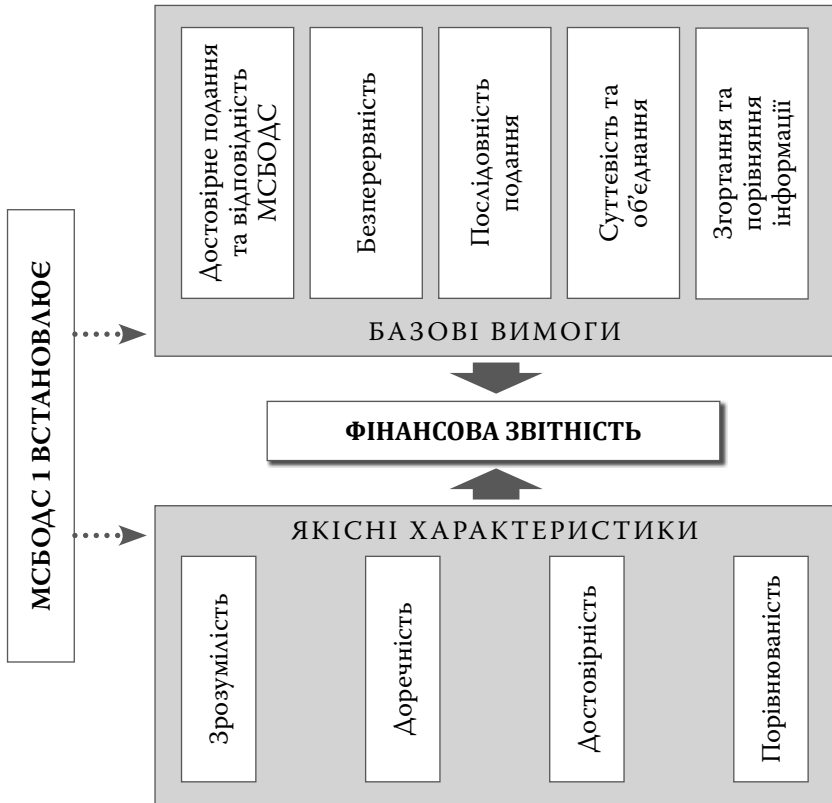 МСБОДС 1 ВСТАНОВЛЮЄ
Достовірне подання
та відповідність
МСБОДС
Безперервність
Послідовність
подання
Суттєвість та
об’єднання
Згортання та
порівняння
інформації
БАЗОВІ ВИМОГИ
ФІНАНСОВА ЗВІТНІСТЬ
ЯКІСНІ ХАРАКТЕРИСТИКИ
Зрозумілість
Доречність
Достовірність
Порівнюваність